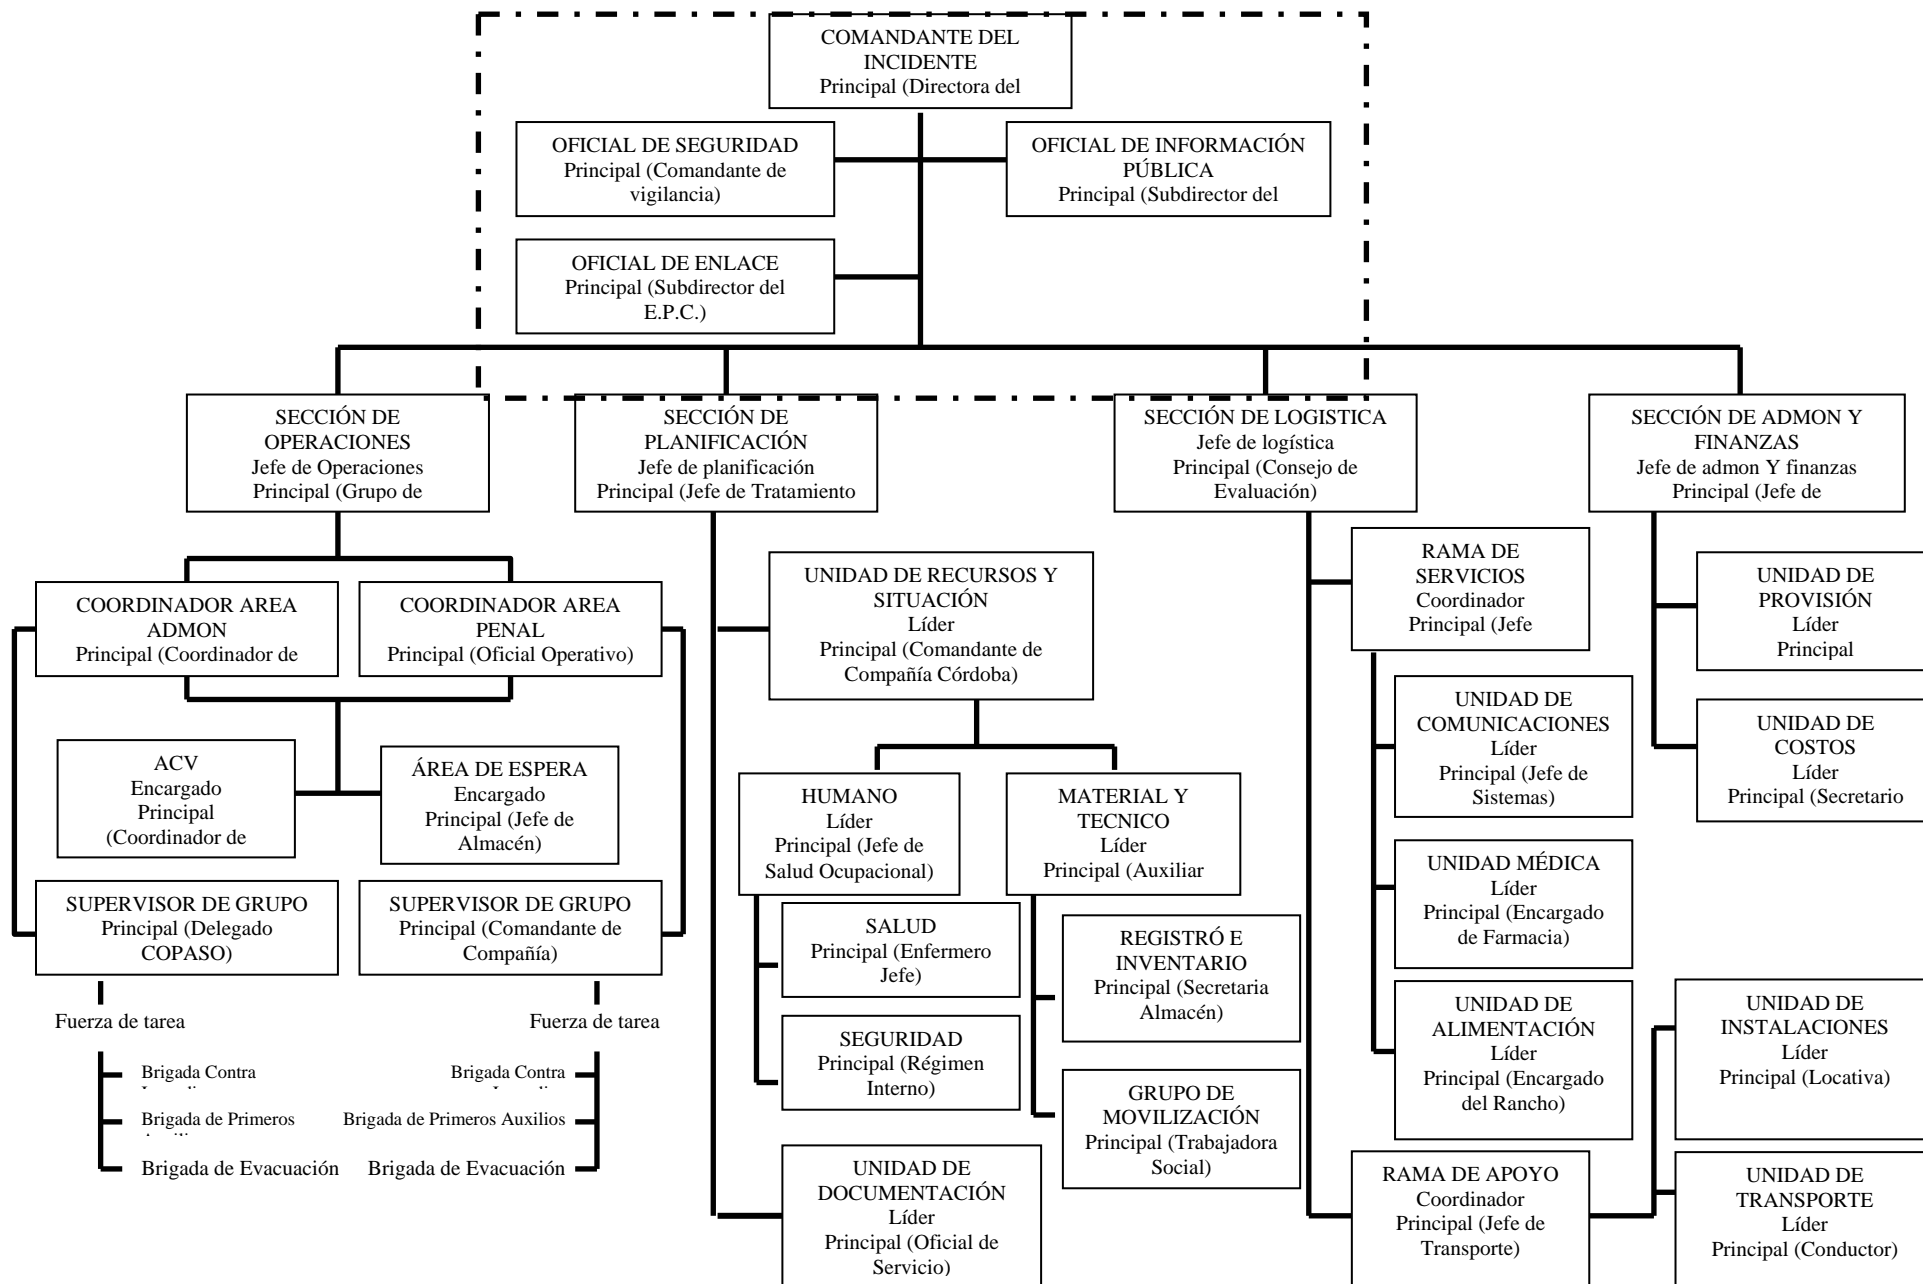 COMANDANTE DEL
INCIDENTE
Principal (Directora del
OFICIAL DE SEGURIDAD
Principal (Comandante de
vigilancia)
OFICIAL DE INFORMACIÓN
PÚBLICA
Principal (Subdirector del
OFICIAL DE ENLACE
Principal (Subdirector del
E.P.C.)
SECCIÓN DE
OPERACIONES
Jefe de Operaciones
Principal (Grupo de
SECCIÓN DE
PLANIFICACIÓN
Jefe de planificación
Principal (Jefe de Tratamiento
SECCIÓN DE LOGISTICA
Jefe de logística
Principal (Consejo de
Evaluación)
SECCIÓN DE ADMON Y
FINANZAS
Jefe de admon Y finanzas
Principal (Jefe de
COORDINADOR AREA
ADMON
Principal (Coordinador de
COORDINADOR AREA
PENAL
Principal (Oficial Operativo)
ACV
Encargado
Principal
(Coordinador de
ÁREA DE ESPERA
Encargado
Principal (Jefe de
Almacén)
SUPERVISOR DE GRUPO
Principal (Delegado
COPASO)
SUPERVISOR DE GRUPO
Principal (Comandante de
Compañía)
Fuerza de tarea
Brigada Contra
Brigada de Primeros
Brigada de Evacuación
Fuerza de tarea
Brigada Contra
Brigada de Primeros Auxilios
Brigada de Evacuación
UNIDAD DE RECURSOS Y
SITUACIÓN
Líder
Principal (Comandante de
Compañía Córdoba)
HUMANO
Líder
Principal (Jefe de
Salud Ocupacional)
MATERIAL Y
TECNICO
Líder
Principal (Auxiliar
SALUD
Principal (Enfermero
Jefe)
SEGURIDAD
Principal (Régimen
Interno)
REGISTRÓ E
INVENTARIO
Principal (Secretaria
Almacén)
GRUPO DE
MOVILIZACIÓN
Principal (Trabajadora
Social)
UNIDAD DE
DOCUMENTACIÓN
Líder
Principal (Oficial de
Servicio)
RAMA DE
SERVICIOS
Coordinador
Principal (Jefe
UNIDAD DE
COMUNICACIONES
Líder
Principal (Jefe de
Sistemas)
UNIDAD MÉDICA
Líder
Principal (Encargado
de Farmacia)
UNIDAD DE
ALIMENTACIÓN
Líder
Principal (Encargado
del Rancho)
RAMA DE APOYO
Coordinador
Principal (Jefe de
Transporte)
UNIDAD DE
PROVISIÓN
Líder
Principal
UNIDAD DE
COSTOS
Líder
Principal (Secretario
UNIDAD DE
INSTALACIONES
Líder
Principal (Locativa)
UNIDAD DE
TRANSPORTE
Líder
Principal (Conductor)